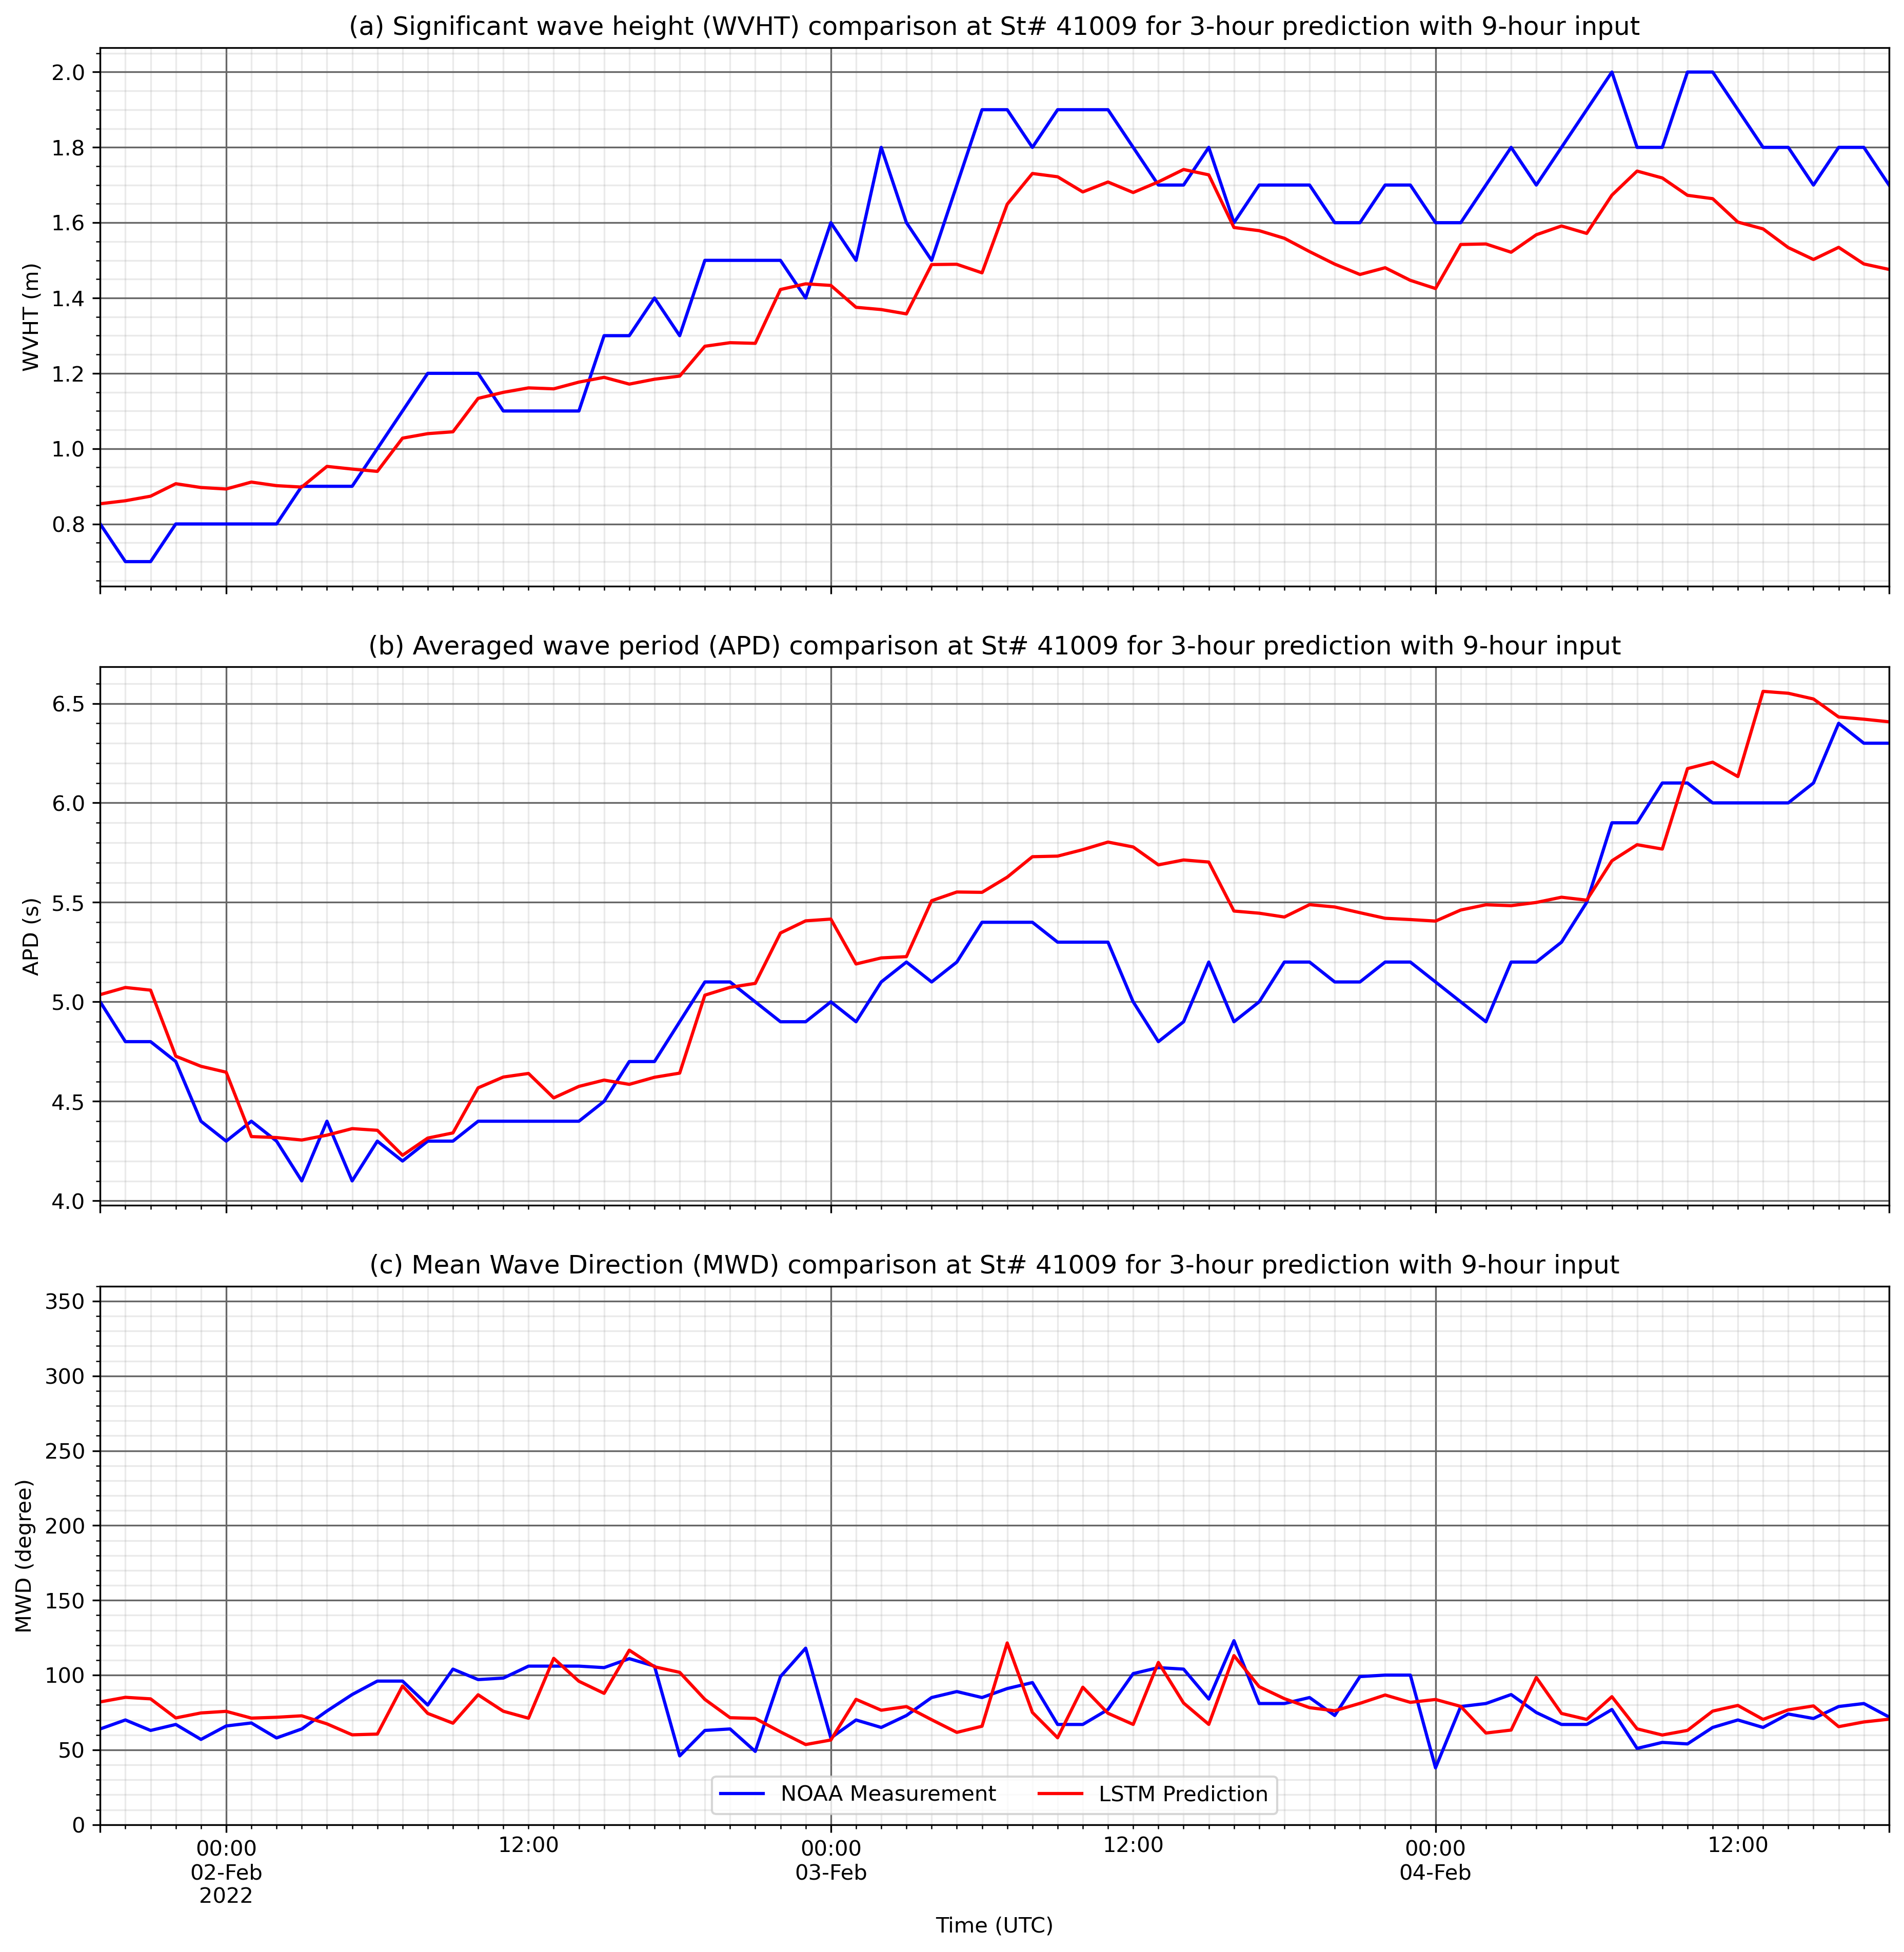 (a) Significant wave height (WVHT) comparison at St# 41009 for 3-hour prediction with 9-hour input
2.0
1.8
1.6
1.4
1.2
1.0
0.8
WVHT (m)
(b) Averaged wave period (APD) comparison at St# 41009 for 3-hour prediction with 9-hour input
6.5
6.0
5.5
5.0
4.5
4.0
APD (s)
(c) Mean Wave Direction (MWD) comparison at St# 41009 for 3-hour prediction with 9-hour input
350
300
250
200
150
100
50
0
MWD (degree)
NOAA Measurement LSTM Prediction
00:00 12:00 00:00 12:00 00:00 12:00
02-Feb 03-Feb 04-Feb
2022
Time (UTC)